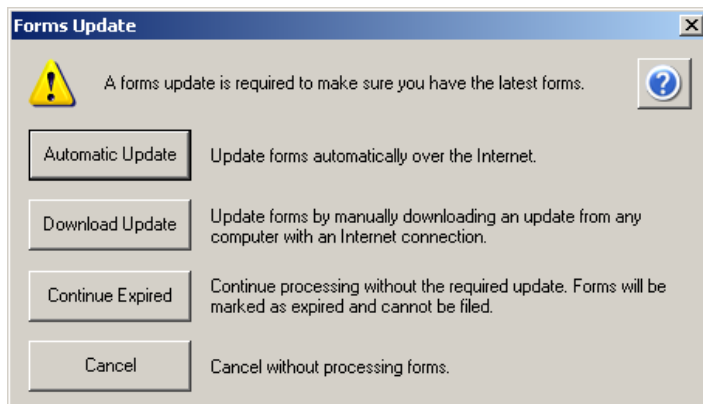 Forms Update
A forms update is required to make sure you have the latest forms.
Automatic Update
Update forms automatically over the Internet.
Download Update
Update forms by manually downloading an update from any
computer with an Internet connection.
Continue Expired
Continue processing without the required update. Forms will be
marked as expired and cannot be filed.
Cancel
Cancel without processing forms.